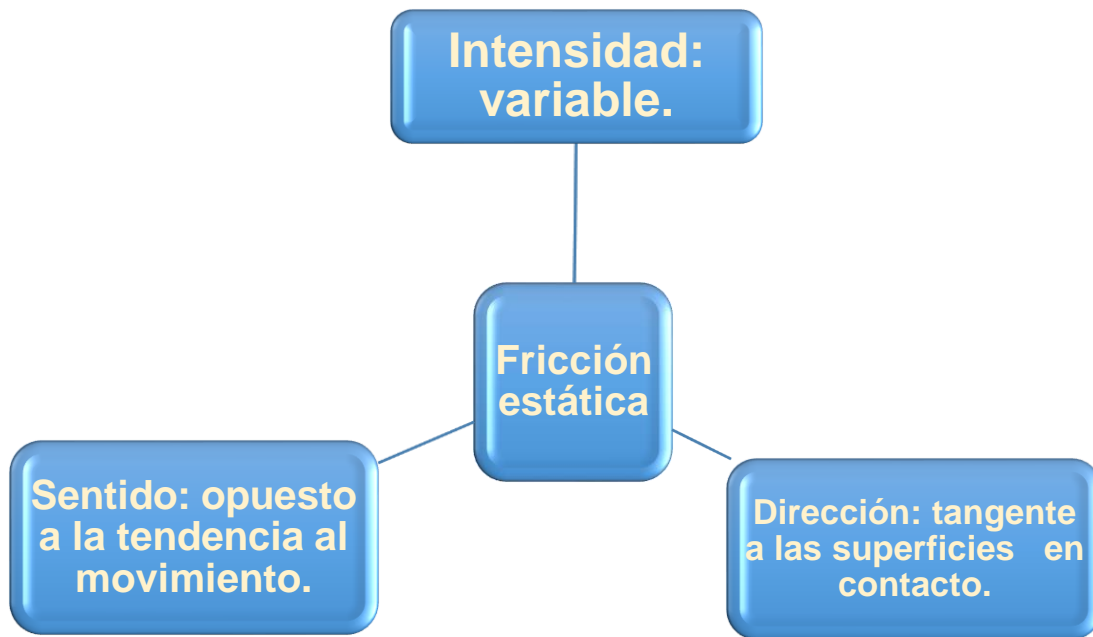 Intensidad:
variable.
Fricción
estática
Sentido: opuesto
a la tendencia al
movimiento.
Dirección: tangente
a las superficies en
contacto.